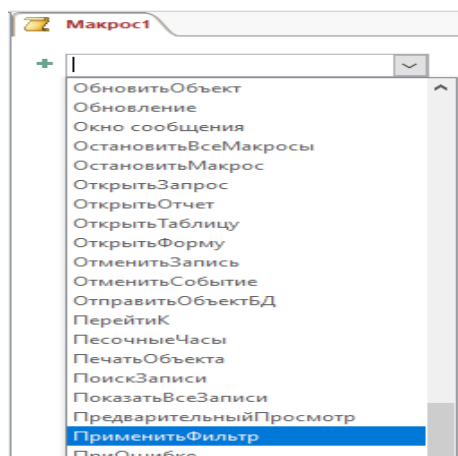 Макрос1
ОбновитьОбъект
Обновление
Окно сообщения
ОстановитьВсеМакросы
ОстановитьМакрос
ОткрытьЗапрос
ОткрытьОтчет
ОткрытьТаблицу
ОткрытьФорму
ОтменитьЗапись
ОтменитьСобытие
ОтправитьОбъектБД
ПерейтиК
ПесочныеЧасы
ПечатьОбъекта
ПоискЗаписи
ПоказатьВсеЗаписи
ПредварительныйПросмотр
ПрименитьФильтр
ПриОшибке